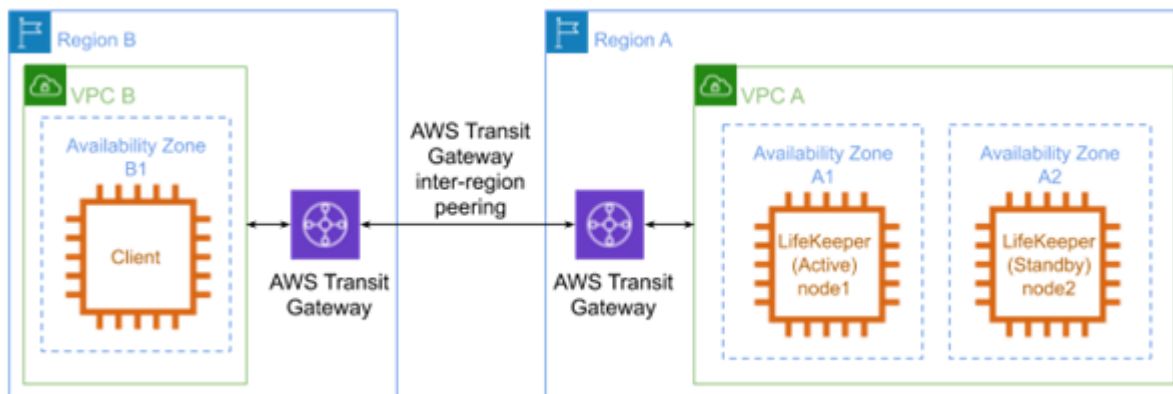 Region B
VPC B
Availability Zone
B1
Client
AWS Transit
Gateway
AWS Transit
Gateway
inter-region
peering
Region A
AWS Transit
Gateway
VPC A
Availability Zone
A1
LifeKeeper
(Active)
node1
Availability Zone
A2
LifeKeeper
(Standby)
node2